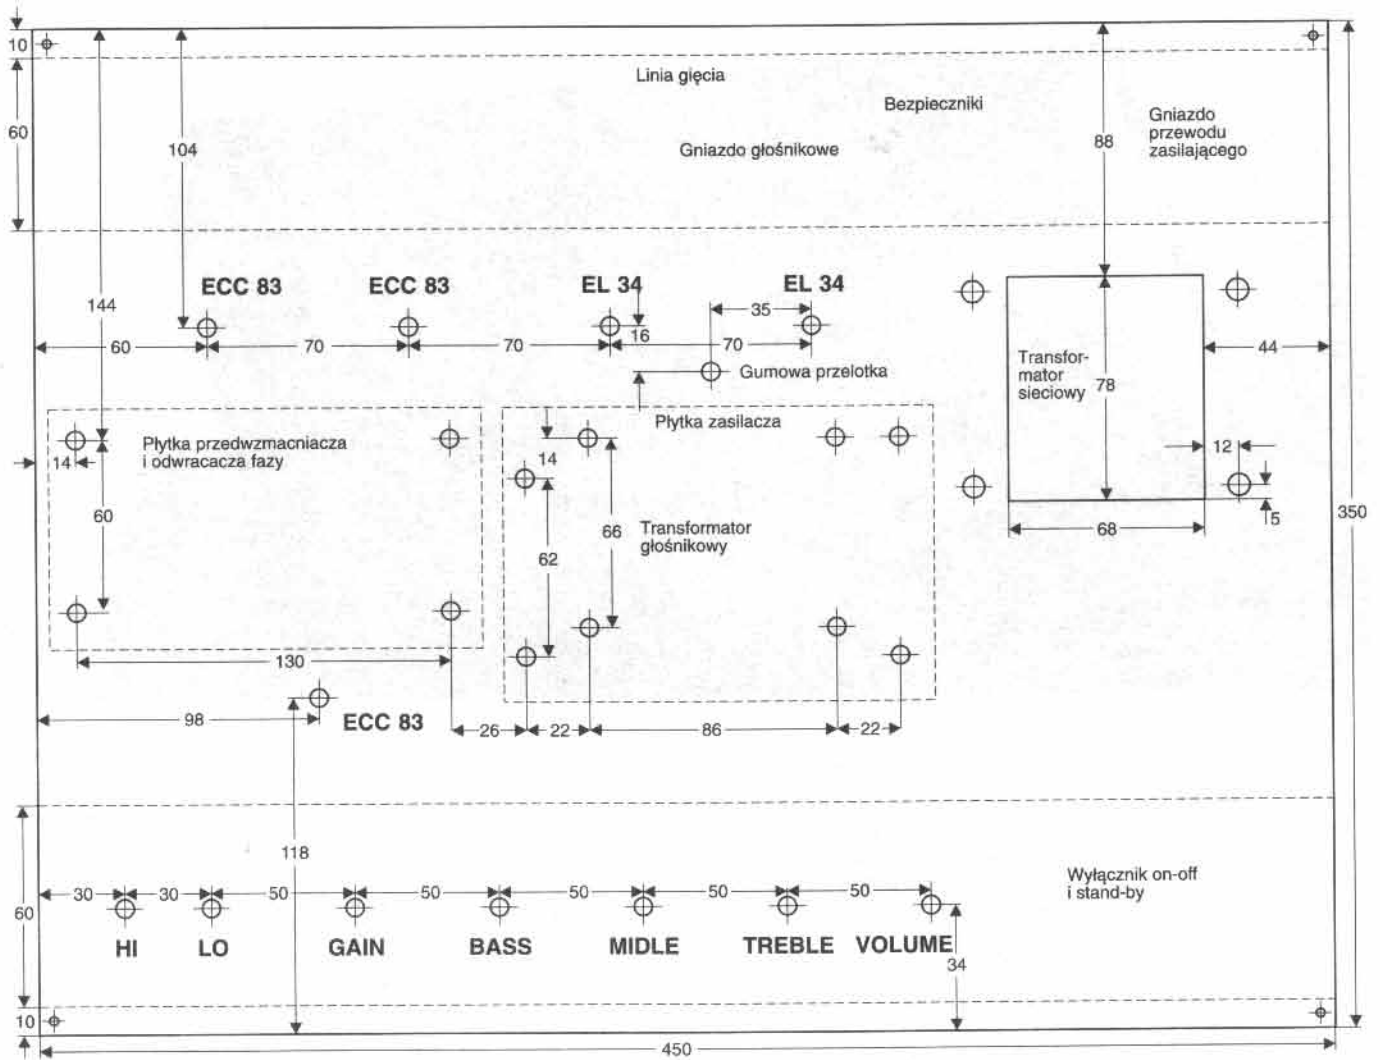 10
Linia gięcia
Bezpieczniki
Gniazdo
przewodu
zasilającego
60
104
Gniazdo głośnikowe
88
144
ECC 83
ECC 83
EL 34
EL 34
35
16
60
70
70
70
44
Gumowa przelotka
Transfor-
mator
sieciowy
78
Płytka przedwzmacniacza
i odwracacza fazy
Płytka zasilacza
14
14
12
60
66
Transformator
głośnikowy
62
68
5
350
130
98
ECC 83
26
22
86
22
118
Wyłącznik on-off
i stand-by
30
30
50
50
50
50
50
60
HI
LO
GAIN
BASS
MIDLE
TREBLE
VOLUME
34
10
450